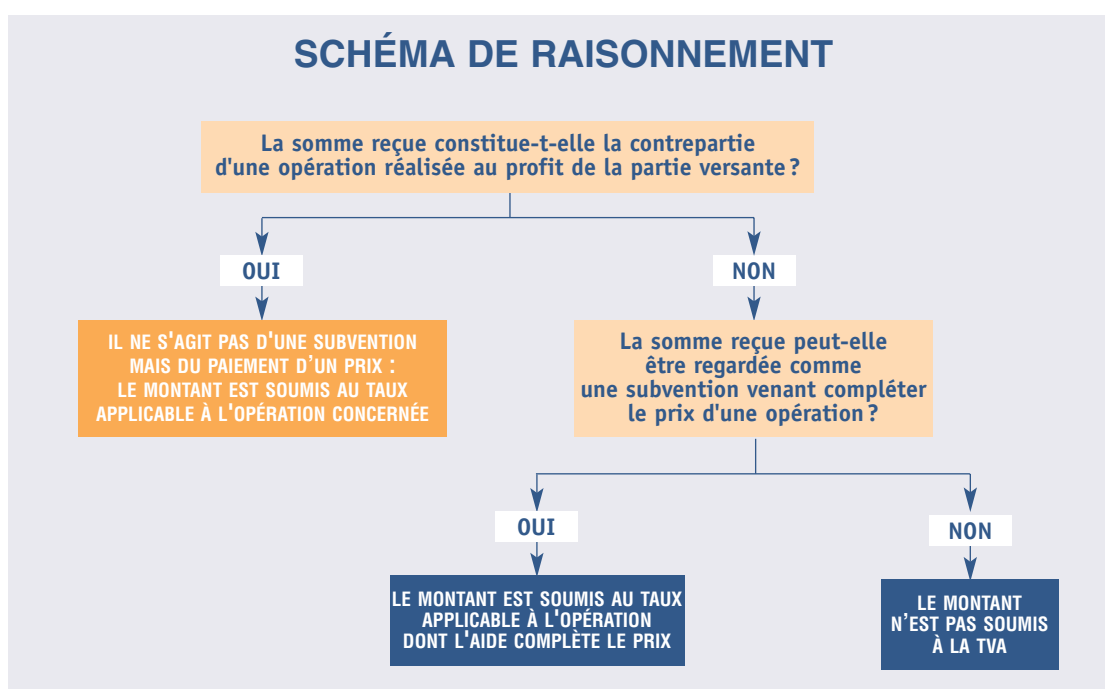 SCHÉMA DE RAISONNEMENT
La somme reçue constitue-t-elle la contrepartie
d'une opération réalisée au profit de la partie versante ?
OUI
NON
IL NE S'AGIT PAS D'UNE SUBVENTION
MAIS DU PAIEMENT D’UN PRIX :
LE MONTANT EST SOUMIS AU TAUX
APPLICABLE À L'OPÉRATION CONCERNÉE
La somme reçue peut-elle
être regardée comme
une subvention venant compléter
le prix d'une opération ?
OUI
NON
LE MONTANT EST SOUMIS AU TAUX
APPLICABLE À L'OPÉRATION
DONT L'AIDE COMPLÈTE LE PRIX
LE MONTANT
N’EST PAS SOUMIS
À LA TVA